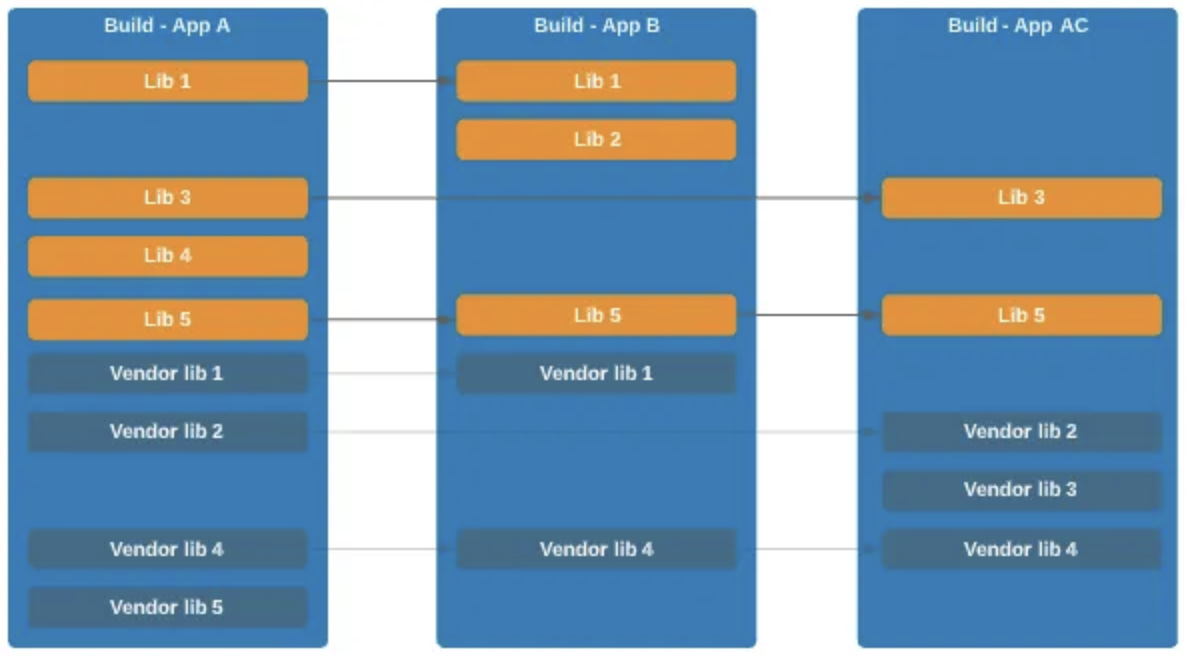 Build - App A
Lib 1
Lib 3
Lib 4
Lib 5
Vendor lib 1
Vendor lib 2
Vendor lib 4
Vendor lib 5
Build - App B
Lib 1
Lib 2
Lib 5
Vendor lib 1
Vendor lib 4
Build - App AC
Lib 3
Lib 5
Vendor lib 2
Vendor lib 3
Vendor lib 4